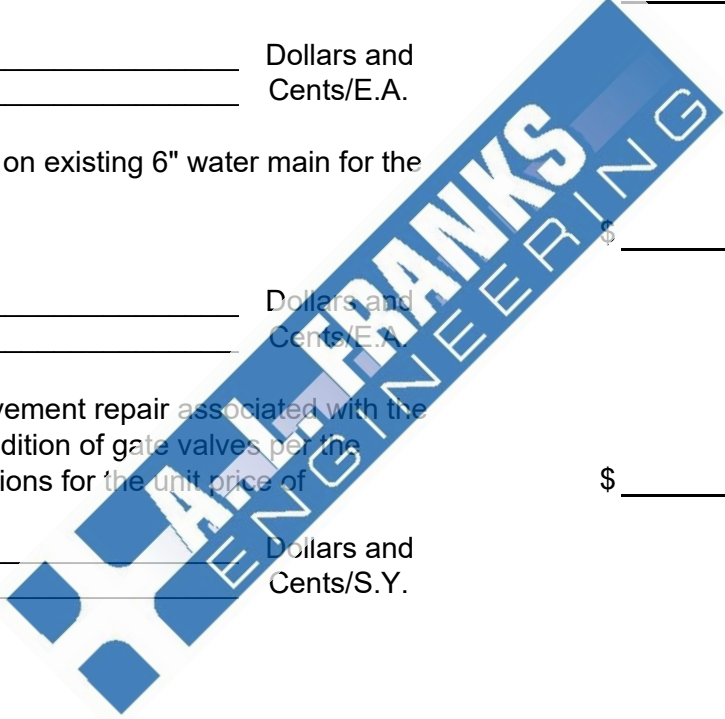 Dollars and
Cents/E.A.
on existing 6" water main for the
$
Dollars and
Cents/E.A.
vement repair associated with the
dition of gate valves per the
ions for the unit price of
$
Dollars and
Cents/S.Y.
A.L. FRANKS
ENGINEERING